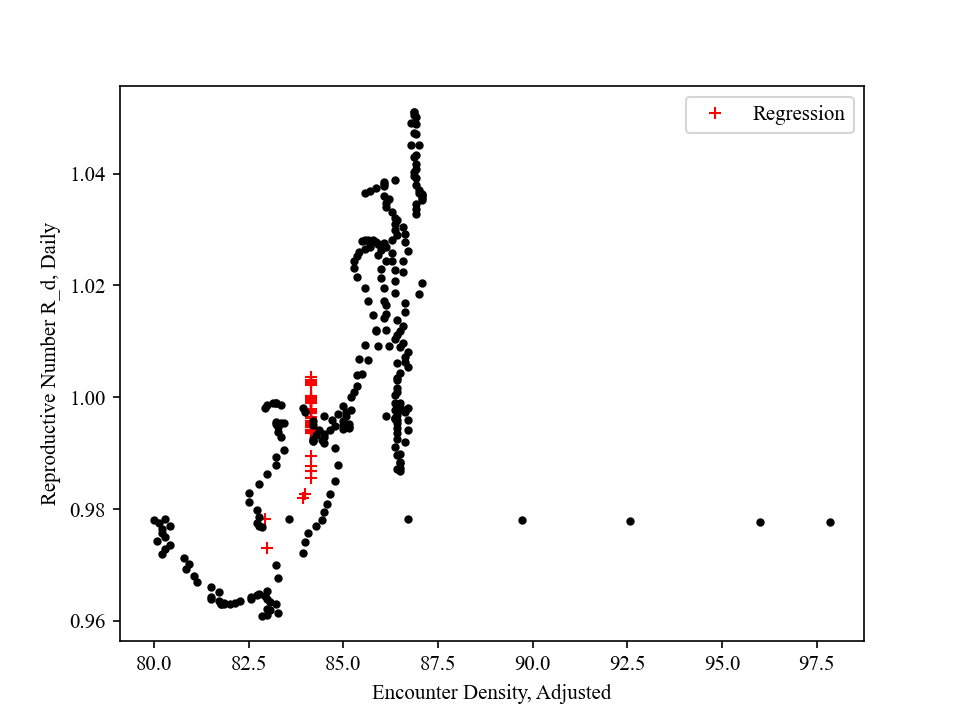 Regression
1.04
1.02
1.00
0.98
0.96
Reproductive Number R_d, Daily
80.0 82.5 85.0 87.5 90.0 92.5 95.0 97.5
Encounter Density, Adjusted